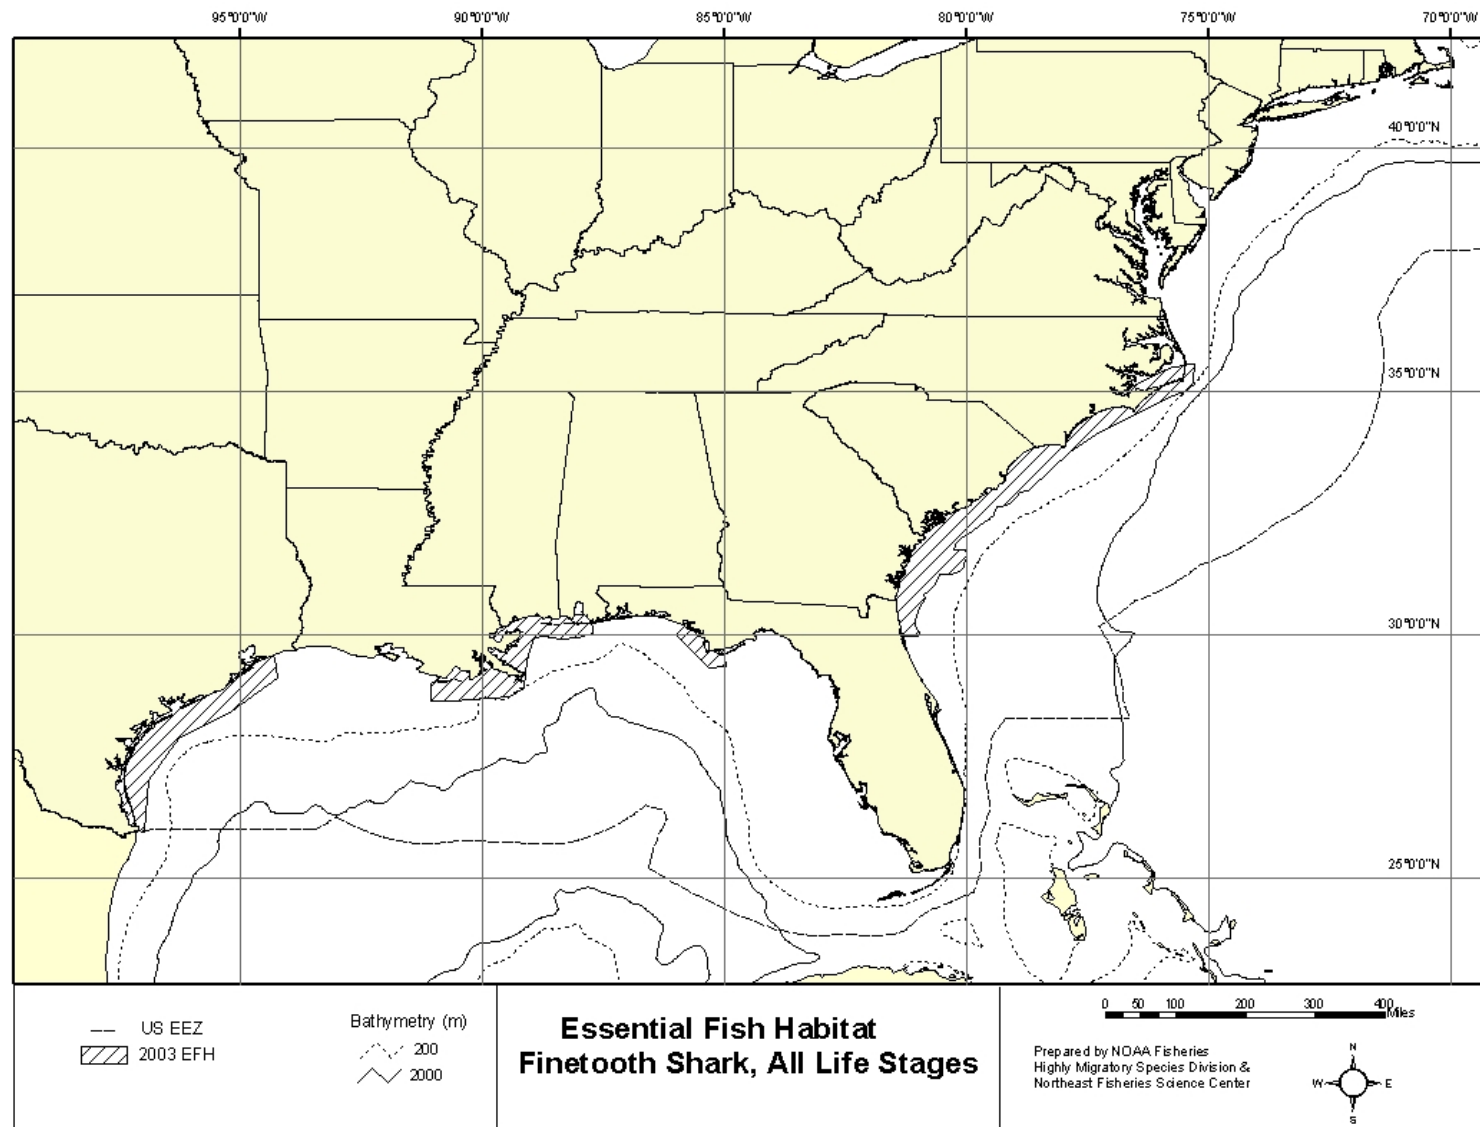 95°0'0"W 90°0'0"W 85°0'0"W 80°0'0"W 75°0'0"W 70°0'0"W
40°0'0"N
35°0'0"N
30°0'0"N
25°0'0"N
US EEZ
2003 EFH
Bathymetry (m)
200
2000
Essential Fish Habitat
Finetooth Shark, All Life Stages
0 50 100 200 300 400
Miles
Prepared by NOAA Fisheries
Highly Migratory Species Division &
Northeast Fisheries Science Center
N
W E
S